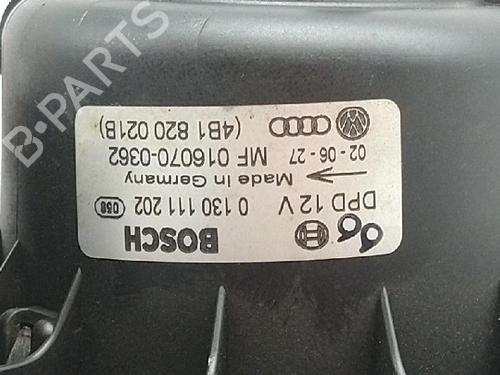 BOSCH
DPD 12 V 0 130 111 202 058
Made in Germany
02 - 06 - 27 MF 016070-0362
(4B1 820 021B)
B-PARTS